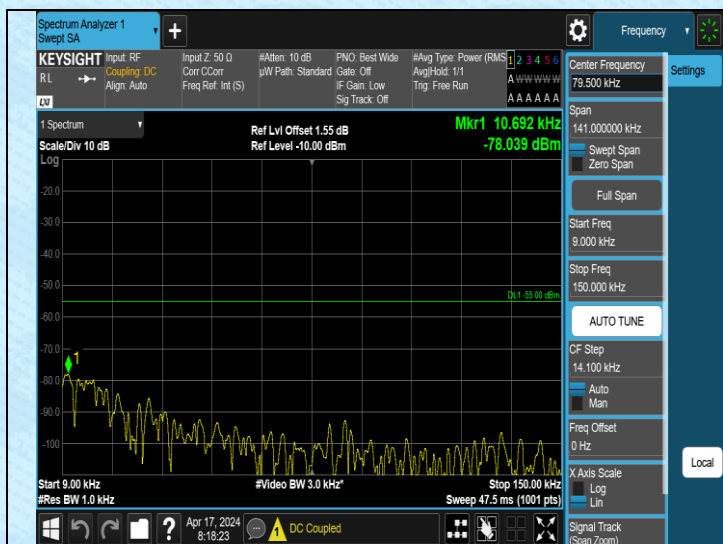 Spectrum Analyzer 1
Swept SA
Frequency
KEYSIGHT
RL
LXI
Input: RF
Coupling: DC
Align: Auto
Input Z: 50 Ω
Corr CCorr
Freq Ref: Int (S)
#Atten: 10 dB
µW Path: Standard
PNO: Best Wide
Gate: Off
IF Gain: Low
Sig Track: Off
#Avg Type: Power (RMS
Avg|Hold: 1/1
Trig: Free Run
1 2 3 4 5 6
A W W W W W
A A A A A A
1 Spectrum
Scale/Div 10 dB
Log
Ref Lvl Offset 1.55 dB
Ref Level -10.00 dBm
Mkr1 10.692 kHz
-78.039 dBm
-20.0
-30.0
-40.0
DL1 -55.00 dBm
-60.0
-70.0
1
-80.0
-90.0
-100
Start 9.00 kHz
#Res BW 1.0 kHz
#Video BW 3.0 kHz*
Stop 150.00 kHz
Sweep 47.5 ms (1001 pts)
Apr 17, 2024
8:18:23
DC Coupled
Center Frequency
79.500 kHz
Span
141.000000 kHz
Swept Span
Zero Span
Full Span
Start Freq
9.000 kHz
Stop Freq
150.000 kHz
AUTO TUNE
CF Step
14.100 kHz
Auto
Man
Freq Offset
0 Hz
X Axis Scale
Log
Lin
Signal Track
(Span Zoom)
Settings
Local